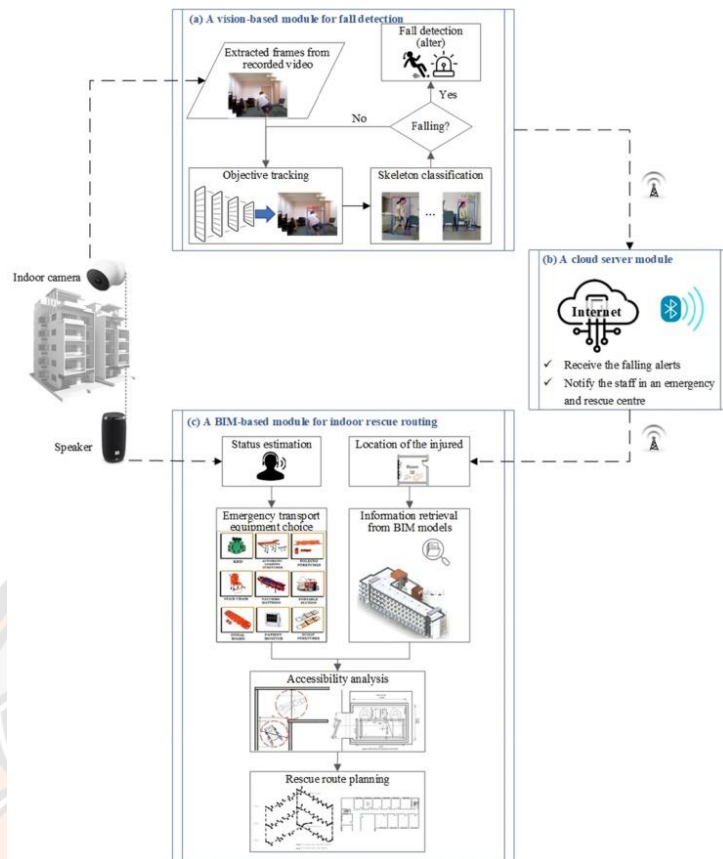 (a) A vision-based module for fall detection
Extracted frames from
recorded video
Fall detection
(alter)
Yes
No
Falling?
Objective tracking
Skeleton classification
...
Indoor camera
(b) A cloud server module
Internet
✓ Receive the falling alerts
✓ Notify the staff in an emergency
and rescue centre
Speaker
(c) A BIM-based module for indoor rescue routing
Status estimation
Location of the injured
Emergency transport
equipment choice
Information retrieval
from BIM models
STAIR CHAIR
Accessibility analysis
Rescue route planning